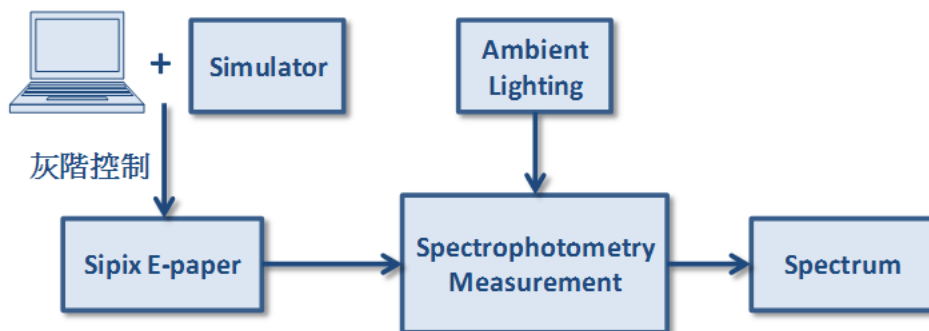 +
Simulator
Ambient
Lighting
灰階控制
Sipix E-paper
Spectrophotometry
Measurement
Spectrum